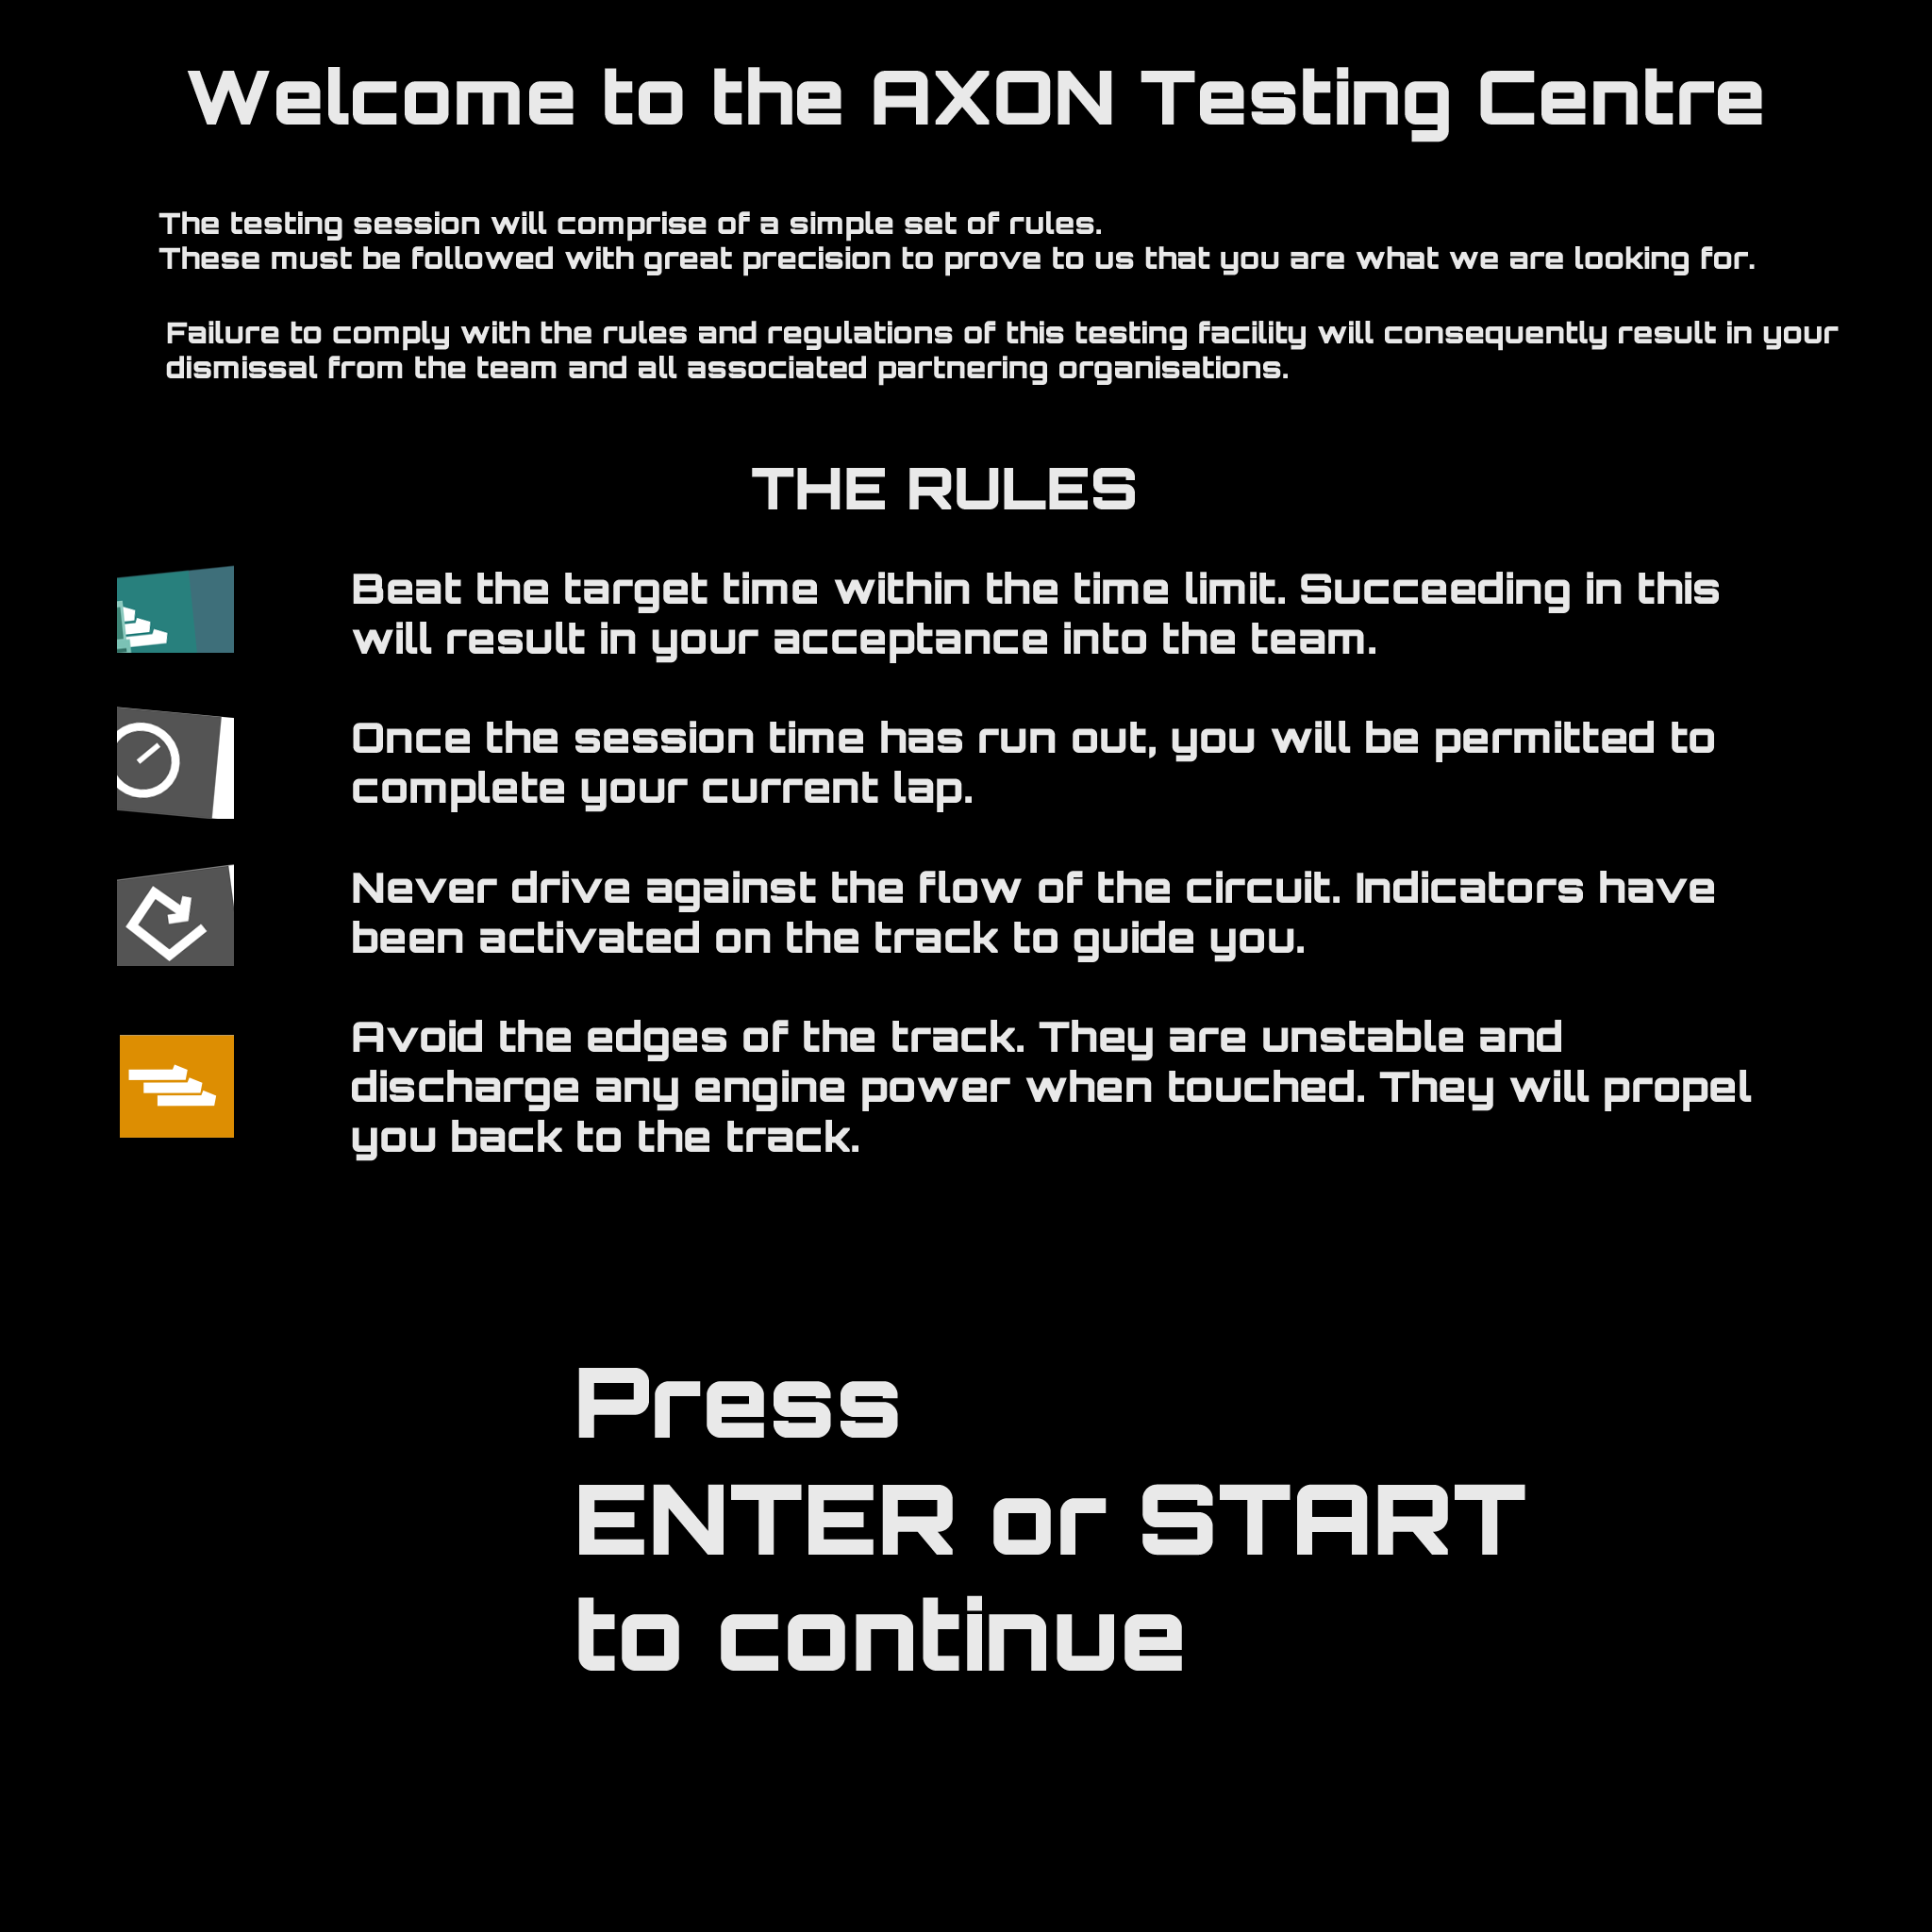 Welcome to the AXON Testing Centre
The testing session will comprise of a simple set of rules.
These must be followed with great precision to prove to us that you are what we are looking for.
Failure to comply with the rules and regulations of this testing facility will consequently result in your
dismissal from the team and all associated partnering organisations.
THE RULES
Beat the target time within the time limit. Succeeding in this
will result in your acceptance into the team.
Once the session time has run out, you will be permitted to
complete your current lap.
Never drive against the flow of the circuit. Indicators have
been activated on the track to guide you.
Avoid the edges of the track. They are unstable and
discharge any engine power when touched. They will propel
you back to the track.
Press
ENTER or START
to continue